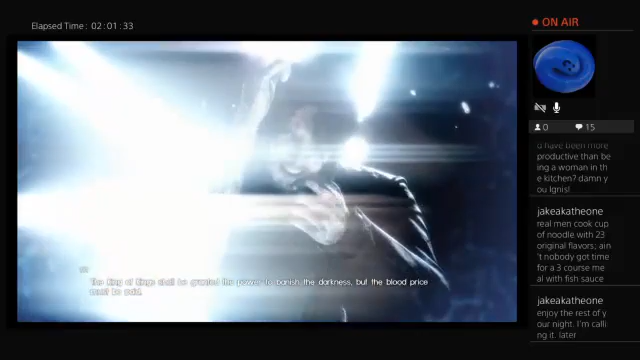 Elapsed Time: 02:01:33
ON AIR
0 15
u have been more
productive than be
ing a woman in th
e kitchen? damn y
ou Ignis!
jakeakatheone
real men cook cup
of noodle with 23
original flavors; ain
't nobody got time
for a 3 course me
al with fish sauce
jakeakatheone
enjoy the rest of y
our night. I'm calli
ng it. later
The King of Kings shall be granted the power to banish the darkness, but the blood price
must be paid.